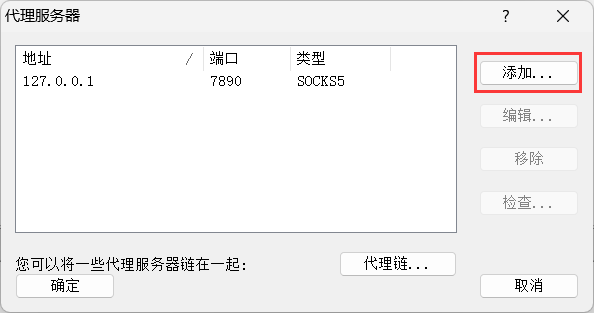 代理服务器
地址 / 端口 类型
127.0.0.1 7890 SOCKS5
添加...
编辑...
移除
检查...
您可以将一些代理服务器链在一起:
代理链...
确定
取消